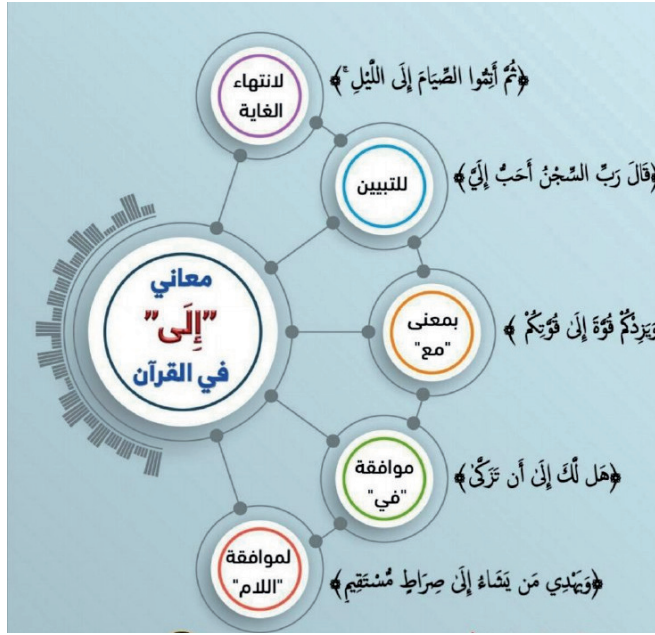 لانتهاء
الغاية
﴿ثُمَّ أَتِمُّوا الصِّيَامَ إِلَى اللَّيْلِ ۚ﴾
للتبيين
﴿قَالَ رَبِّ السِّجْنُ أَحَبُّ إِلَيَّ﴾
معاني
"إِلَى"
في القرآن
بمعنى
"مع"
وَيَزِدْكُمْ قُوَّةً إِلَىٰ قُوَّتِكُمْ ﴾
موافقة
"في"
﴿هَل لَّكَ إِلَىٰ أَن تَزَكَّىٰ﴾
لموافقة
"اللام"
﴿وَيَهْدِي مَن يَشَاءُ إِلَىٰ صِرَاطٍ مُّسْتَقِيمٍ﴾